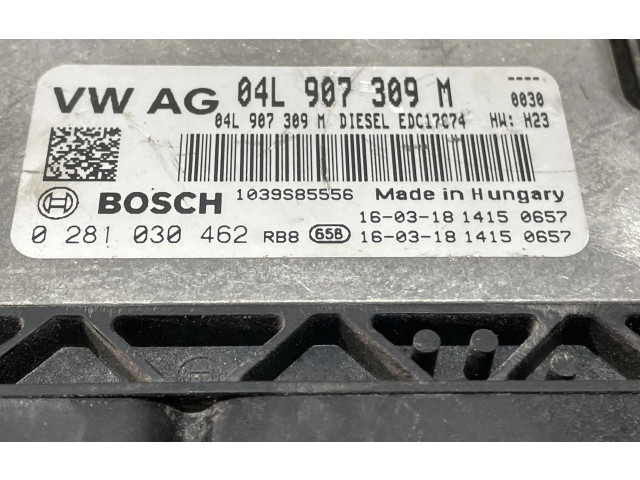 VW AG 04L 907 309 M ----
04L 907 309 M DIESEL EDC17C74 0030
HW: H23
BOSCH 1039S85556 Made in Hungary
16-03-18 1415 0657
0 281 030 462 RB8 65B 16-03-18 1415 0657